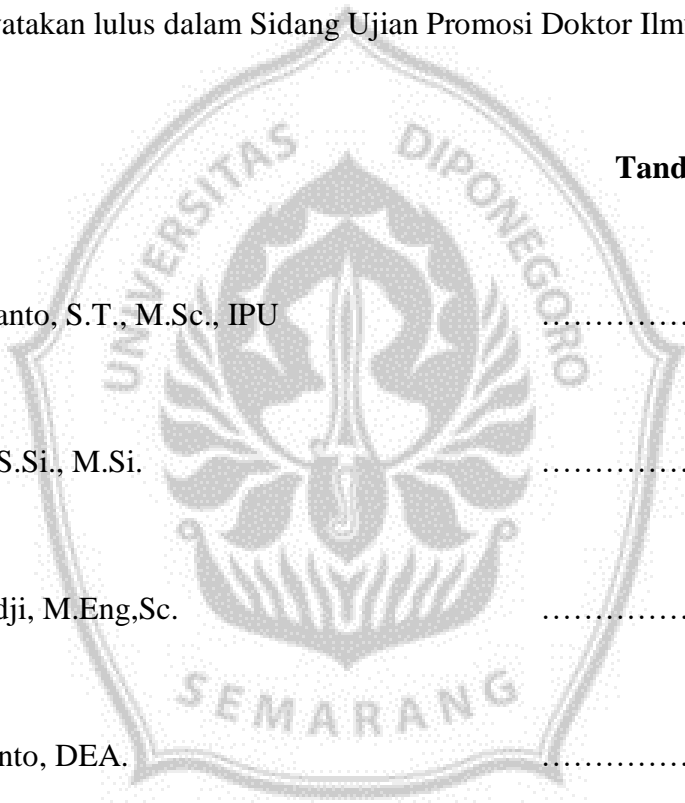 yatakan lulus dalam Sidang Ujian Promosi Doktor Ilm
Tand
anto, S.T., M.Sc., IPU ……………
S.Si., M.Si. ……………
dji, M.Eng,Sc. ……………
nto, DEA. ……………
UNIVERSITAS DIPONEGORO
SEMARANG